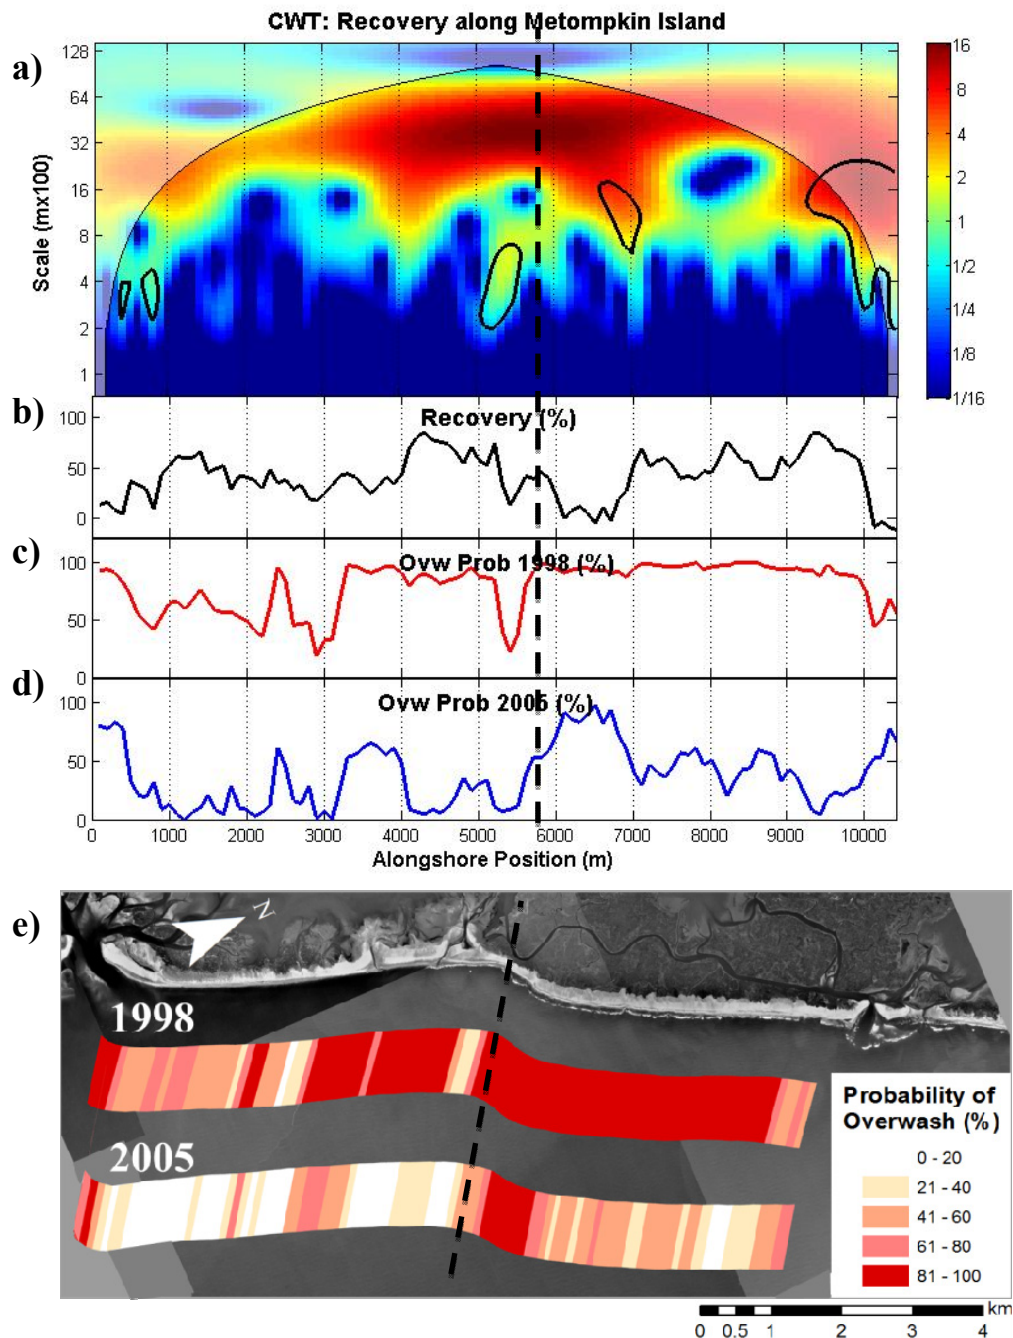 CWT: Recovery along Metompkin Island
a)
Scale (mx100)
128
64
32
16
8
4
2
1
16
8
4
2
1
1/2
1/4
1/8
1/16
b)
Recovery (%)
100
50
0
c)
Ovw Prob 1998 (%)
100
50
0
d)
Ovw Prob 2005 (%)
100
50
0
0 1000 2000 3000 4000 5000 6000 7000 8000 9000 10000
Alongshore Position (m)
e)
N
1998
2005
Probability of
Overwash (%)
0 - 20
21 - 40
41 - 60
61 - 80
81 - 100
km
0 0.5 1 2 3 4